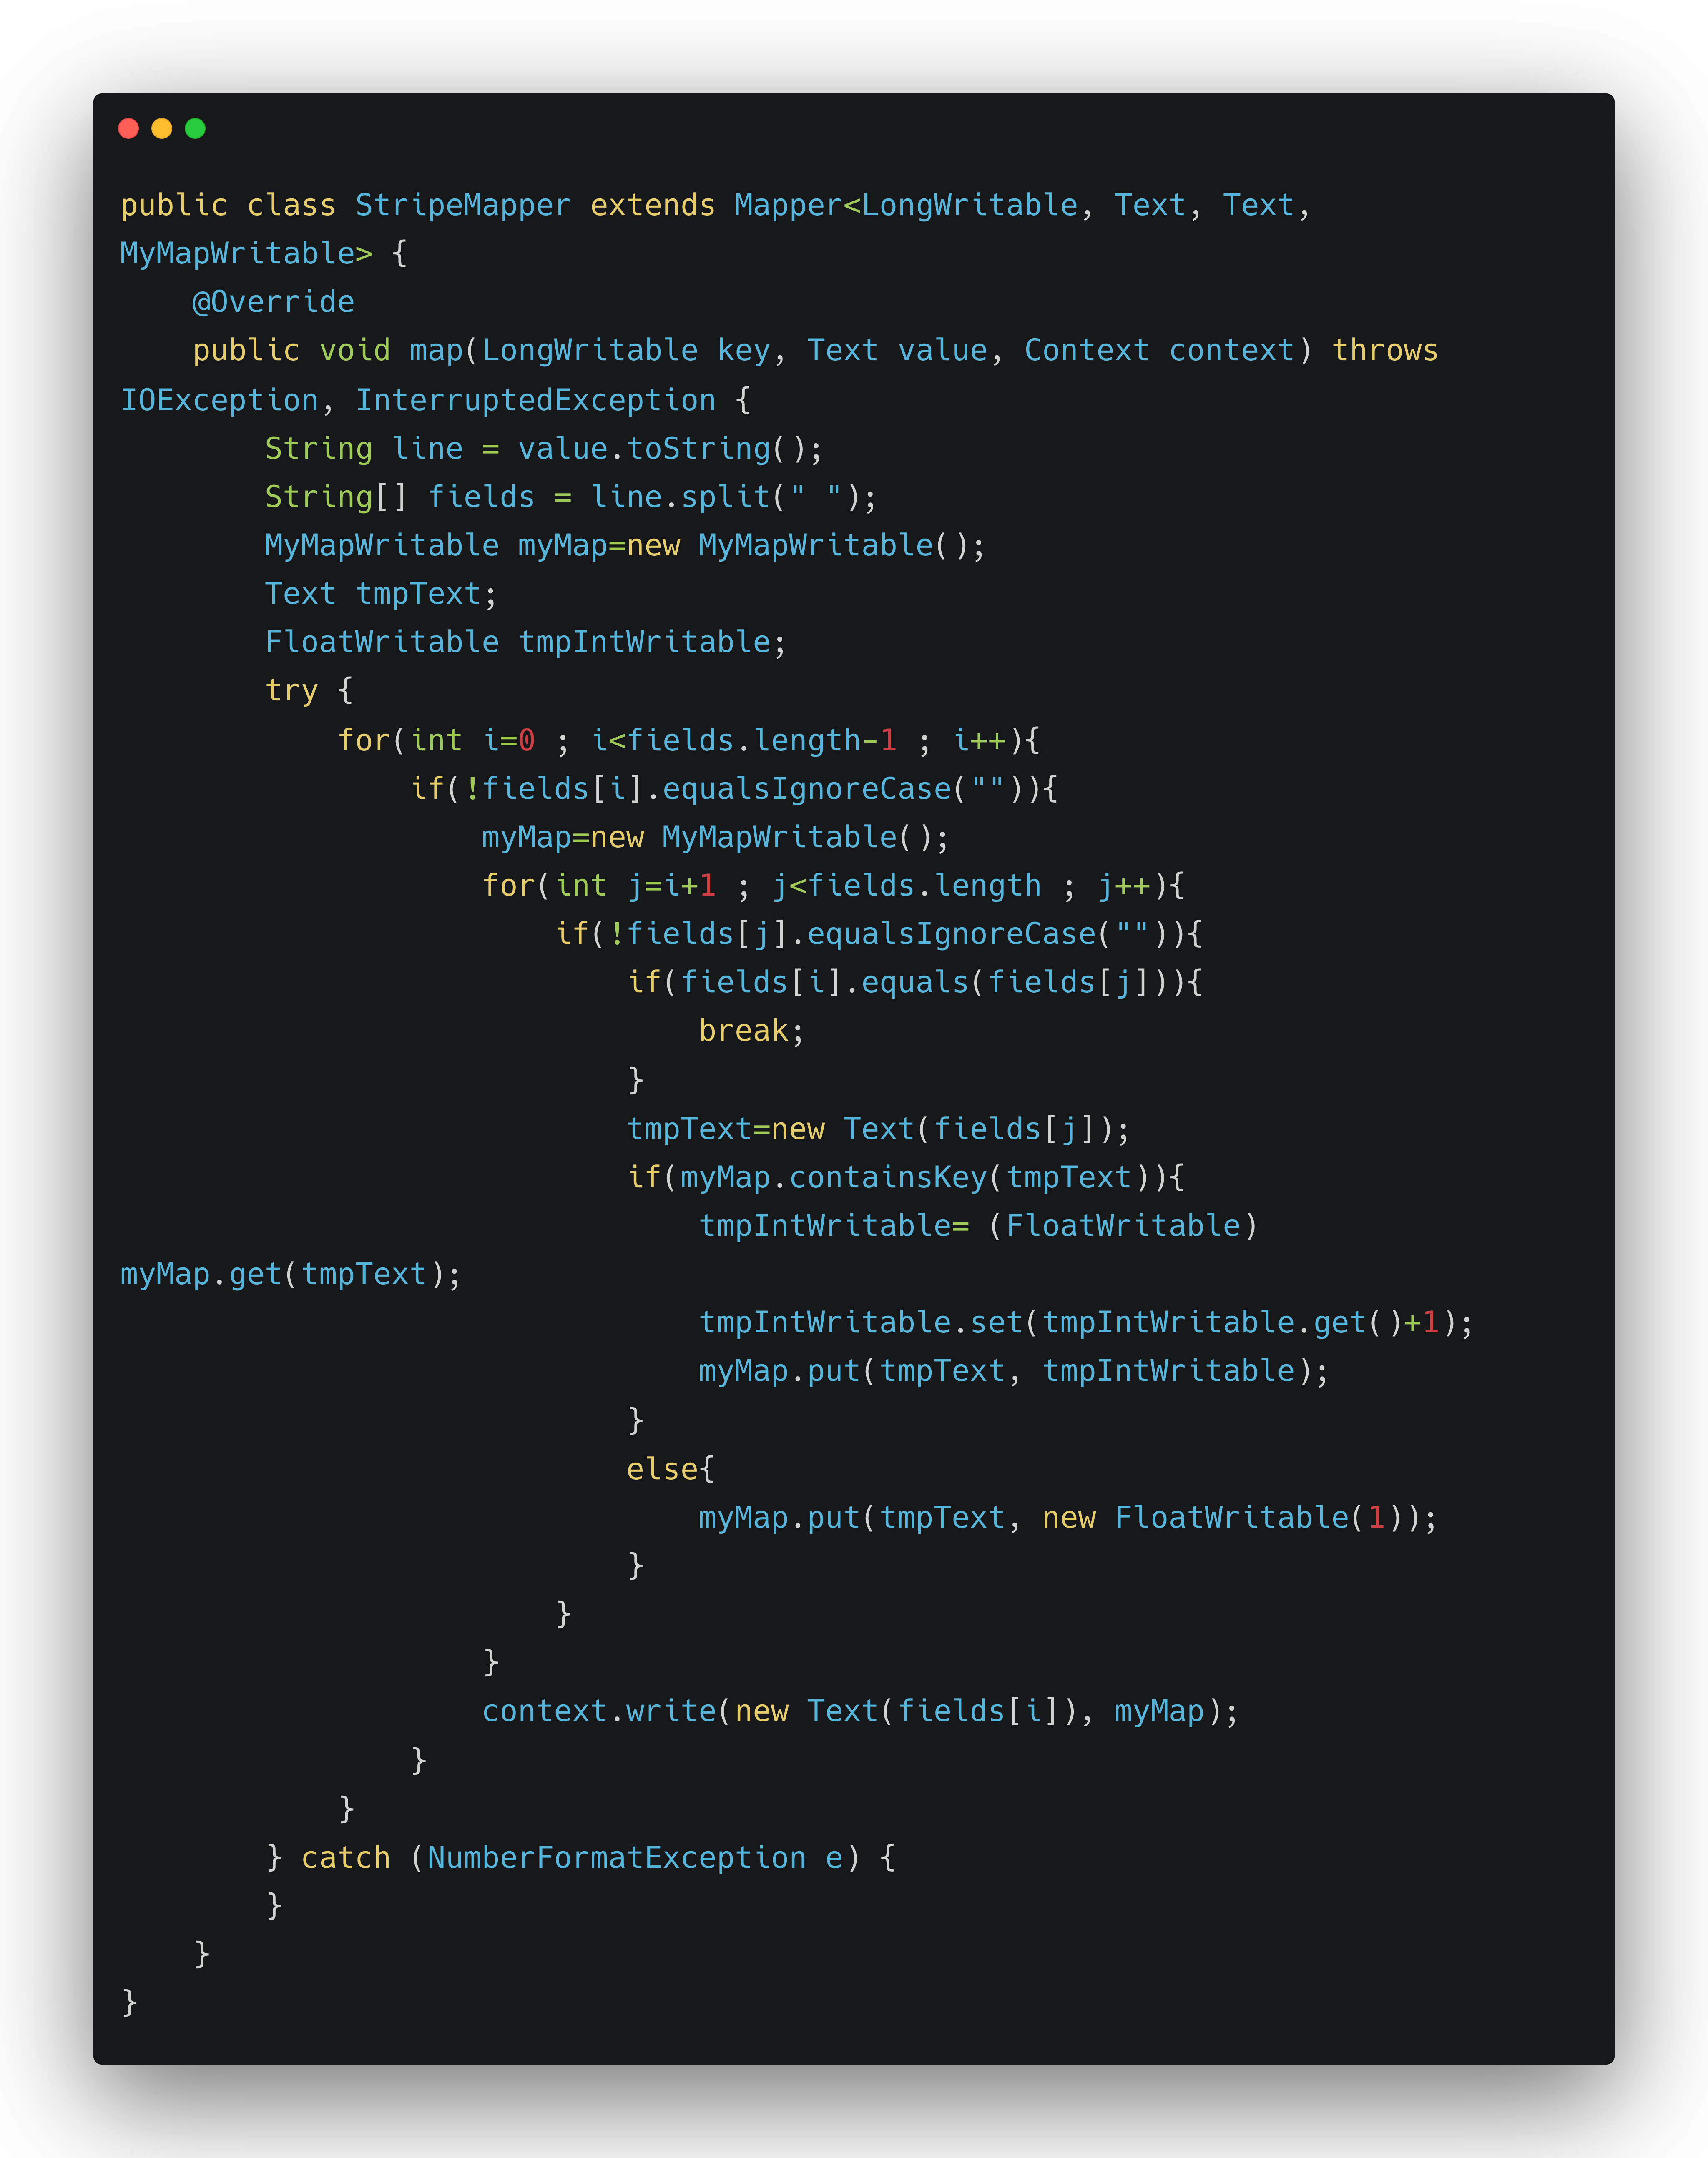 public class StripeMapper extends Mapper<LongWritable, Text, Text,
MyMapWritable> {
    @Override
    public void map(LongWritable key, Text value, Context context) throws
IOException, InterruptedException {
        String line = value.toString();
        String[] fields = line.split(" ");
        MyMapWritable myMap=new MyMapWritable();
        Text tmpText;
        FloatWritable tmpIntWritable;
        try {
            for(int i=0 ; i<fields.length-1 ; i++){
                if(!fields[i].equalsIgnoreCase("")){
                    myMap=new MyMapWritable();
                    for(int j=i+1 ; j<fields.length ; j++){
                        if(!fields[j].equalsIgnoreCase("")){
                            if(fields[i].equals(fields[j])){
                                break;
                            }
                            tmpText=new Text(fields[j]);
                            if(myMap.containsKey(tmpText)){
                                tmpIntWritable= (FloatWritable)
myMap.get(tmpText);
                                tmpIntWritable.set(tmpIntWritable.get()+1);
                                myMap.put(tmpText, tmpIntWritable);
                            }
                            else{
                                myMap.put(tmpText, new FloatWritable(1));
                            }
                        }
                    }
                    context.write(new Text(fields[i]), myMap);
                }
            }
        } catch (NumberFormatException e) {
        }
    }
}